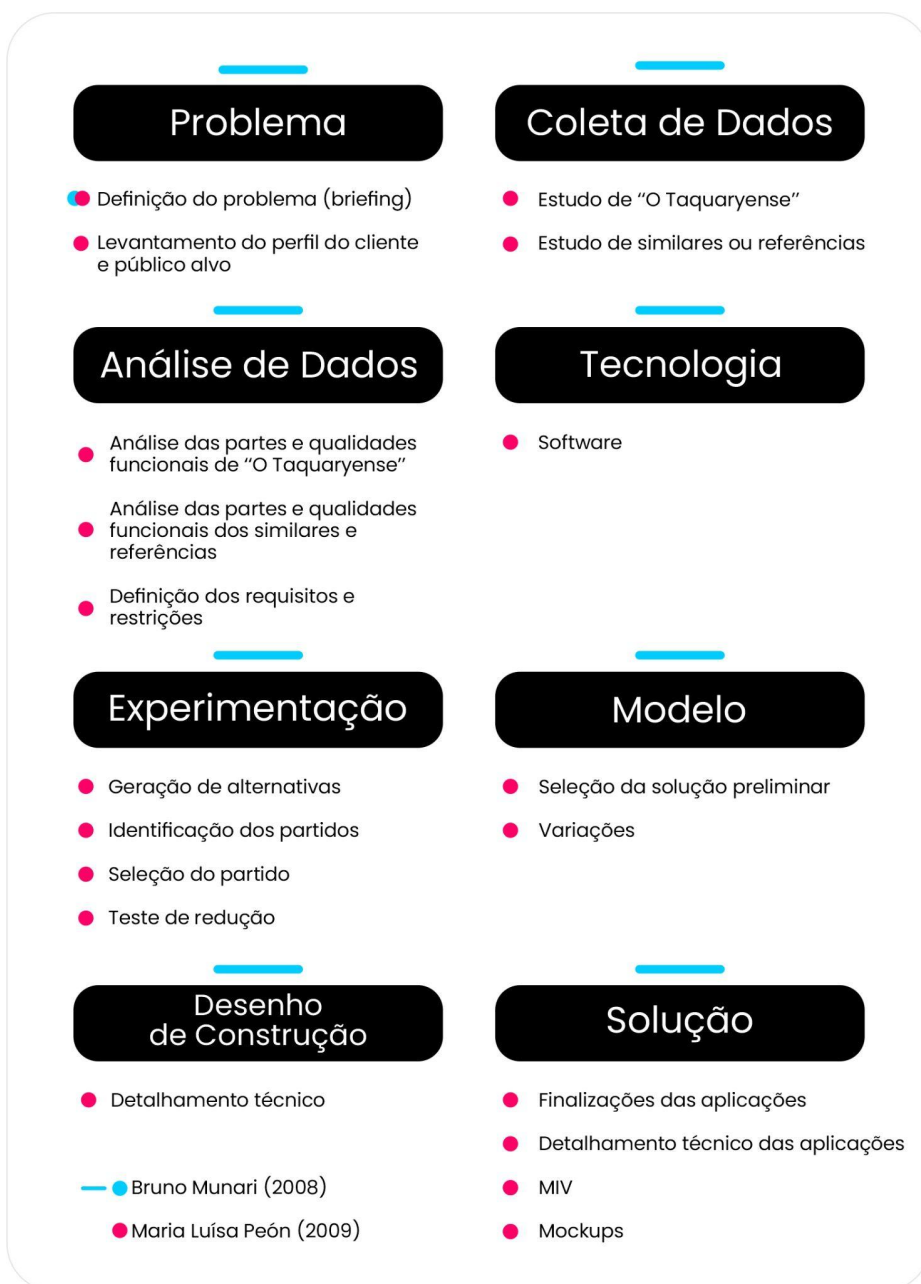 Problema
Definição do problema (briefing)
Levantamento do perfil do cliente
e público alvo
Coleta de Dados
Estudo de “O Taquaryense”
Estudo de similares ou referências
Análise de Dados
Análise das partes e qualidades
funcionais de “O Taquaryense”
Análise das partes e qualidades
funcionais dos similares e
referências
Definição dos requisitos e
restrições
Tecnologia
Software
Experimentação
Geração de alternativas
Identificação dos partidos
Seleção do partido
Teste de redução
Modelo
Seleção da solução preliminar
Variações
Desenho
de Construção
Detalhamento técnico
Solução
Finalizações das aplicações
Detalhamento técnico das aplicações
MIV
Mockups
Bruno Munari (2008)
Maria Luísa Peón (2009)